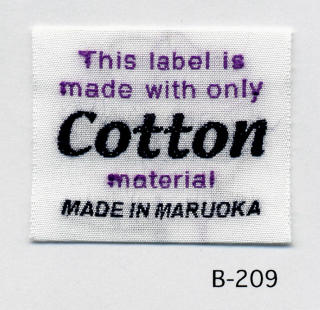 This label is
made with only
Cotton
material
MADE IN MARUOKA
B-209